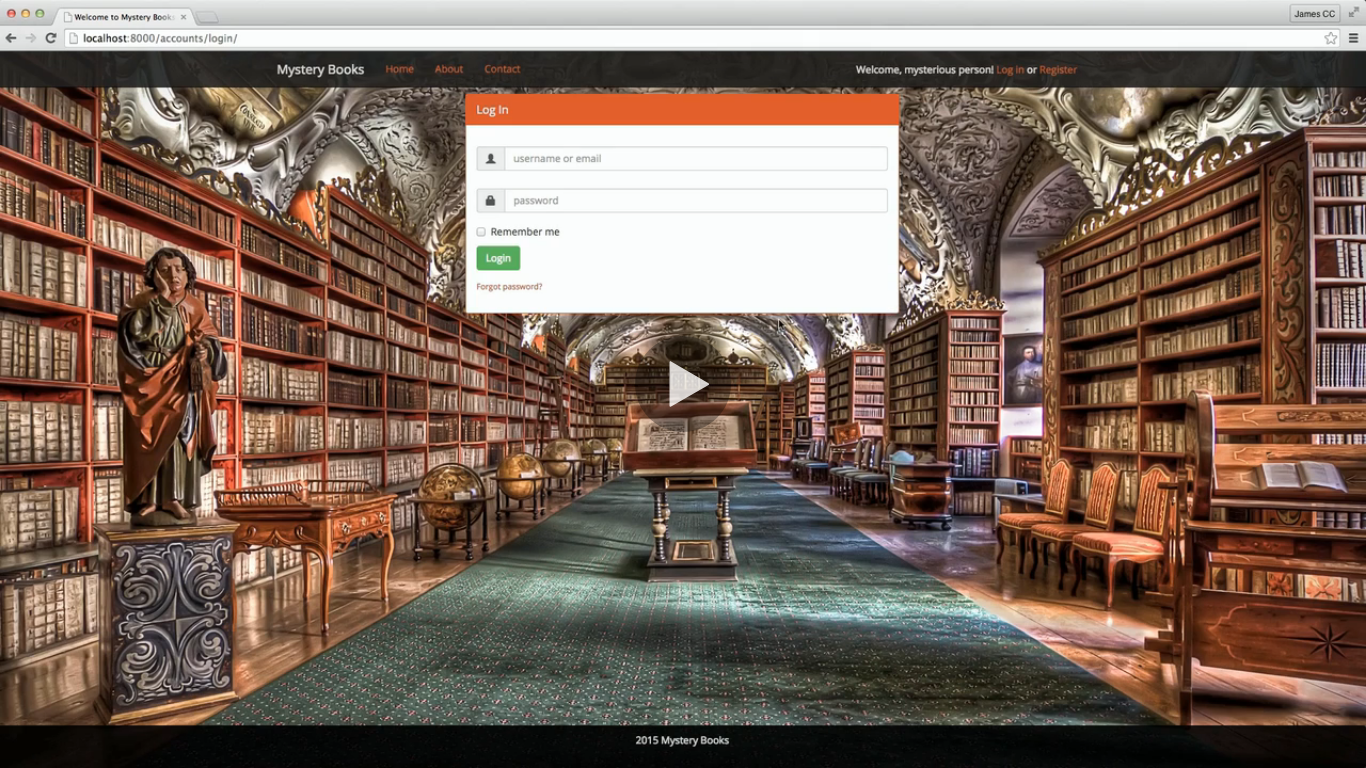 Welcome to Mystery Books
James CC
localhost:8000/accounts/login/
Mystery Books Home About Contact Welcome, mysterious person! Log in or Register
Log In
username or email
password
Remember me
Login
Forgot password?
2015 Mystery Books